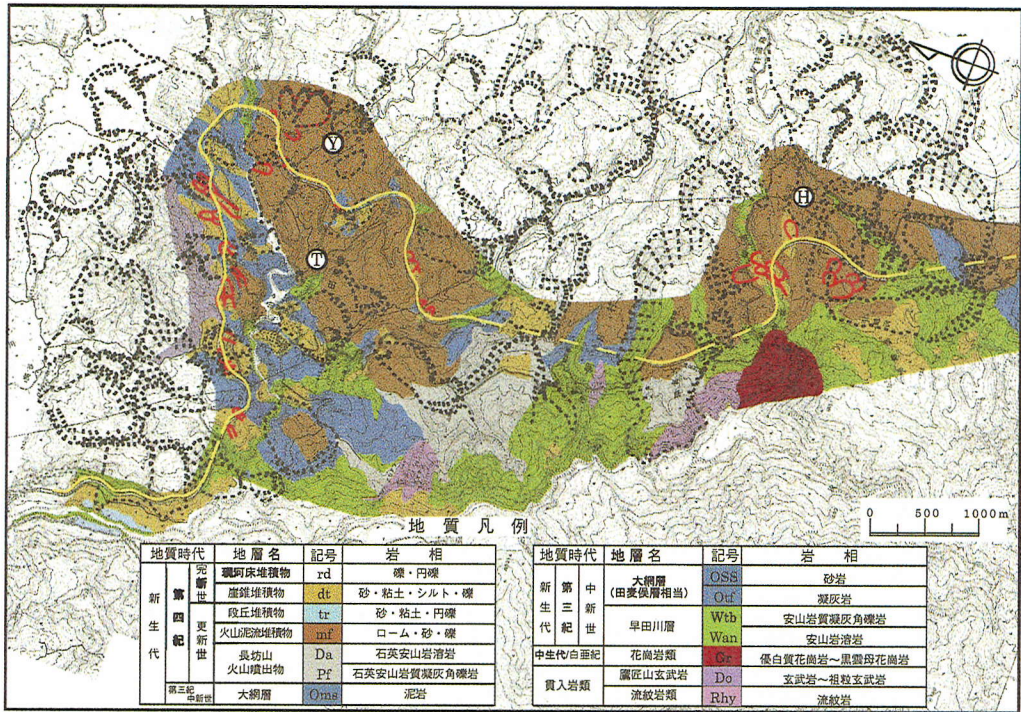 Y
T
H
0 500 1000m
地質凡例
地質時代 地層名 記号 岩相
新生代 第四紀 完新世 現河床堆積物 rd 礫・円礫
崖錐堆積物 dt 砂・粘土・シルト・礫
更新世 段丘堆積物 tr 砂・粘土・円礫
火山泥流堆積物 mf ローム・砂・礫
長坊山火山噴出物 Da 石英安山岩溶岩
Pf 石英安山岩質凝灰角礫岩
第三紀中新世 大網層 Oms 泥岩
地質時代 地層名 記号 岩相
新生代 第三紀 中新世 大網層(田麦俣層相当) OSS 砂岩
Otf 凝灰岩
早田川層 Wtb 安山岩質凝灰角礫岩
Wan 安山岩溶岩
中生代/白亜紀 花崗岩類 Gr 優白質花崗岩～黒雲母花崗岩
貫入岩類 鷹匠山玄武岩 Do 玄武岩～粗粒玄武岩
流紋岩類 Rhy 流紋岩